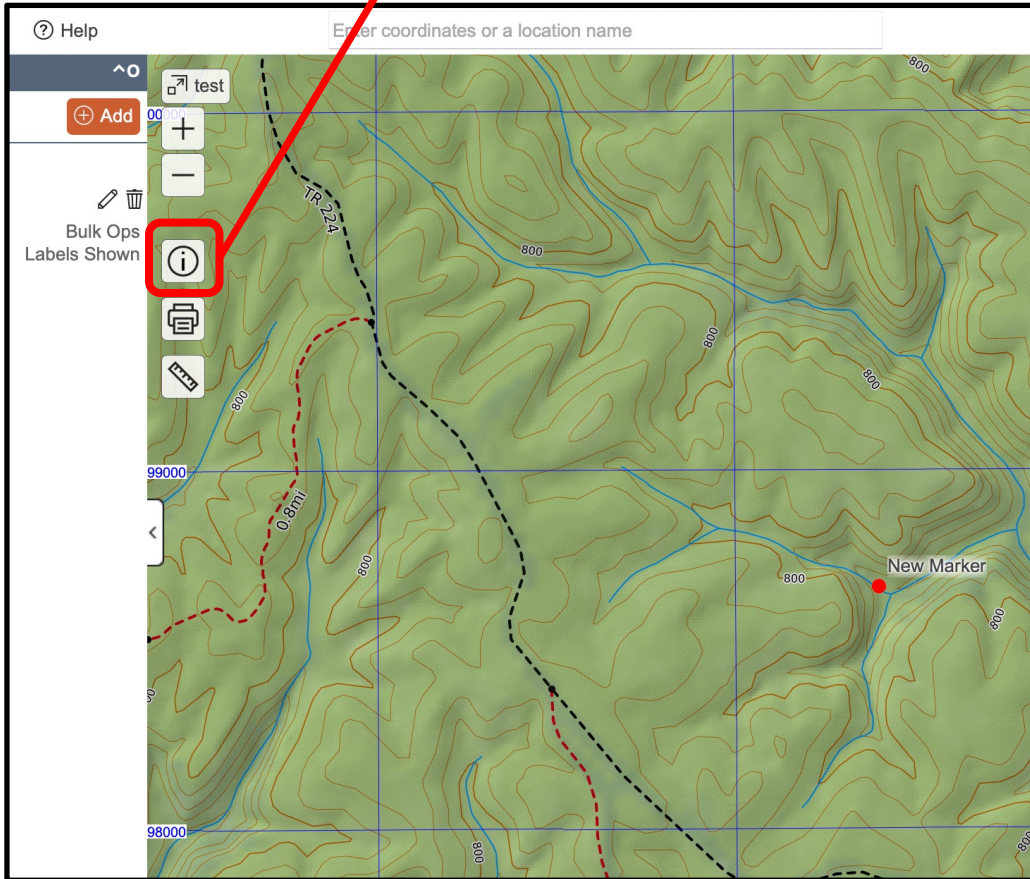 Help
Enter coordinates or a location name
^O
Add
Bulk Ops
Labels Shown
test
800
00000
TR 224
800
800
800
800
99000
0.8mi
800
800
New Marker
800
98000
800